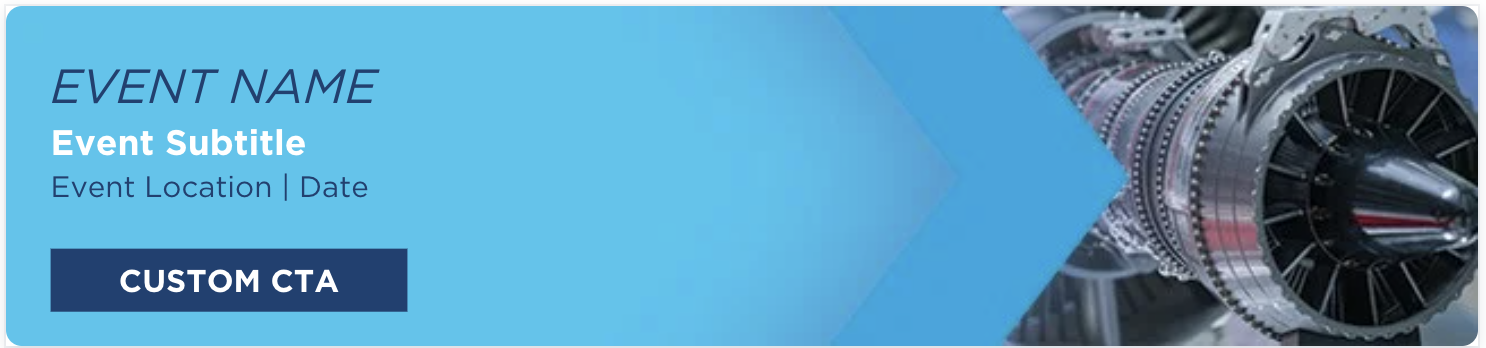 EVENT NAME
Event Subtitle
Event Location | Date
CUSTOM CTA